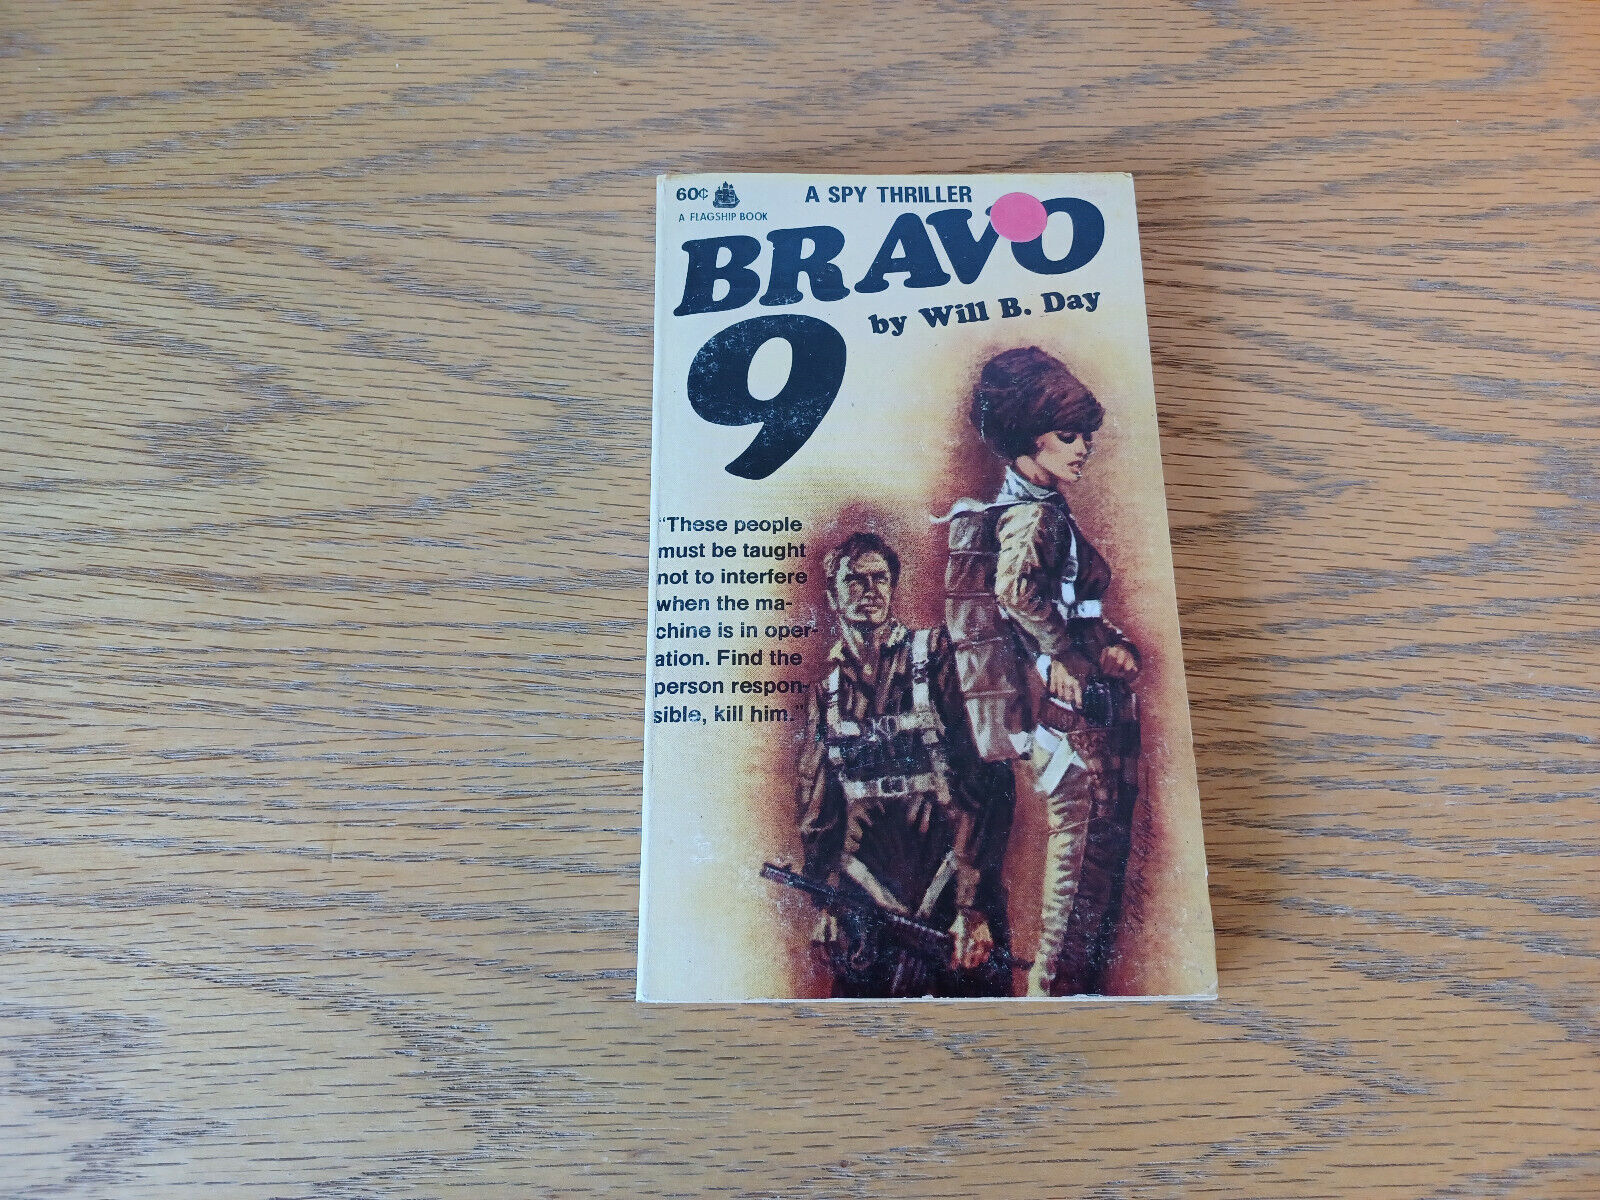 60¢ A SPY THRILLER
A FLAGSHIP BOOK
BRAVO
9
by Will B. Day
"These people
must be taught
not to interfere
when the ma-
chine is in oper-
ation. Find the
person respon-
sible, kill him."